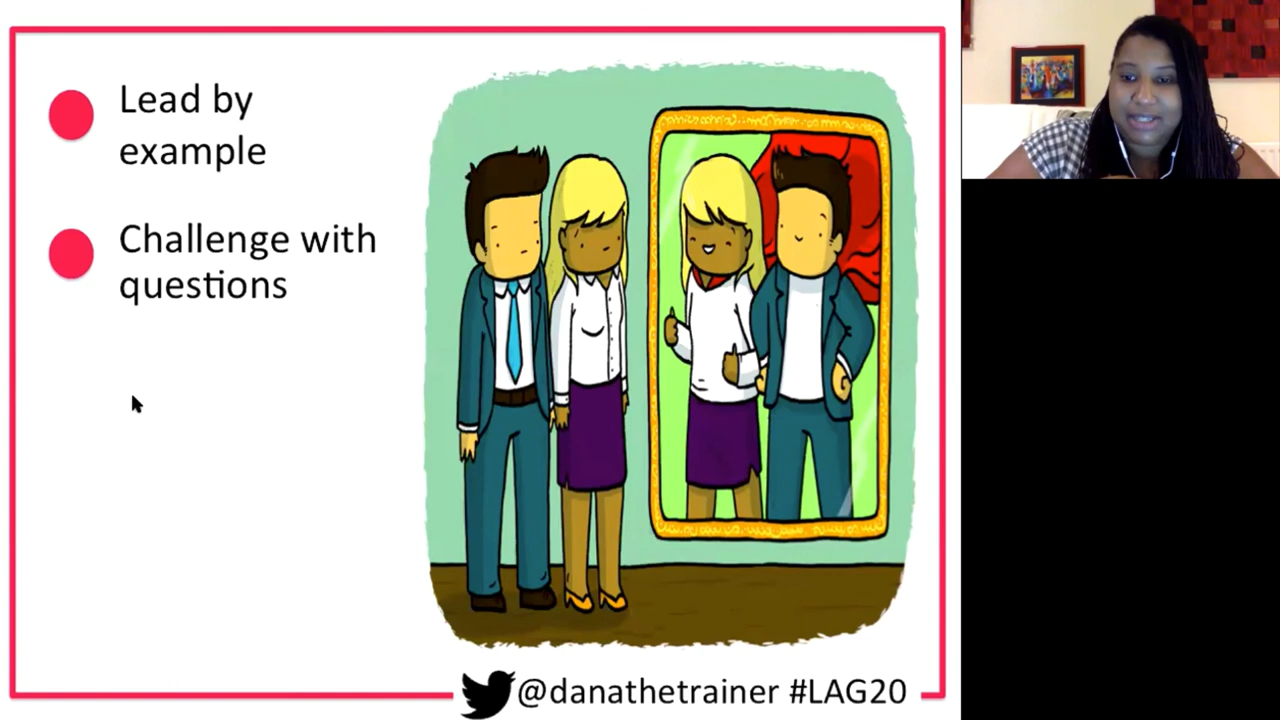 Lead by
example
Challenge with
questions
@danathetrainer #LAG20